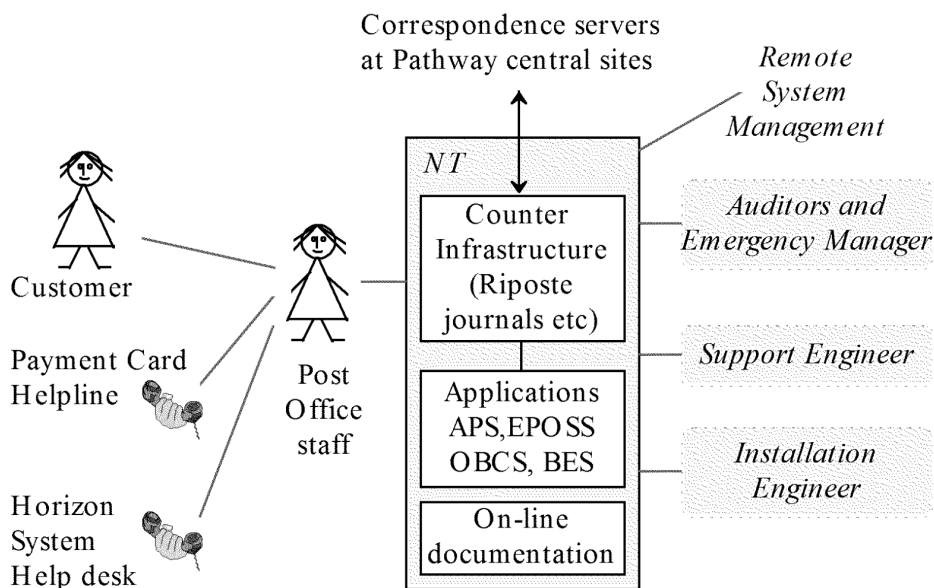 Correspondence servers
at Pathway central sites
Remote
System
Management
NT
Counter
Infrastructure
(Riposte
journals etc)
Auditors and
Emergency Manager
Customer
Payment Card
Helpline
Post
Office
staff
Support Engineer
Applications
APS,EPOSS
OBCS, BES
Installation
Engineer
Horizon
System
Help desk
On-line
documentation